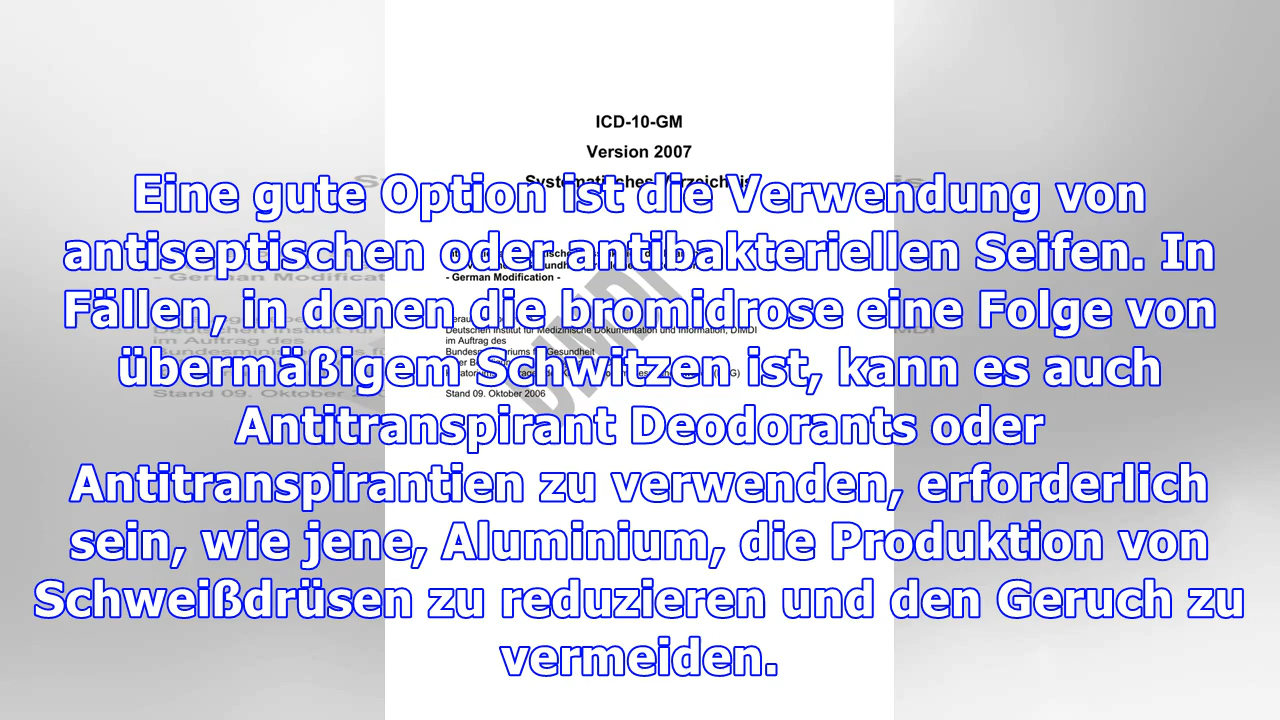 ICD-10-GM
Version 2007
Systematisches Verzeichnis
Eine gute Option ist die Verwendung von
antiseptischen oder antibakteriellen Seifen. In
- German Modification -
Fällen, in denen die bromidrose eine Folge von
Deutschen Institut für Medizinische Dokumentation und Information, DIMDI
im Auftrag des
übermäßigem Schwitzen ist, kann es auch
Stand 09. Oktober 2006
DIMDI
Antitranspirant Deodorants oder
Antitranspirantien zu verwenden, erforderlich
sein, wie jene, Aluminium, die Produktion von
Schweißdrüsen zu reduzieren und den Geruch zu
vermeiden.